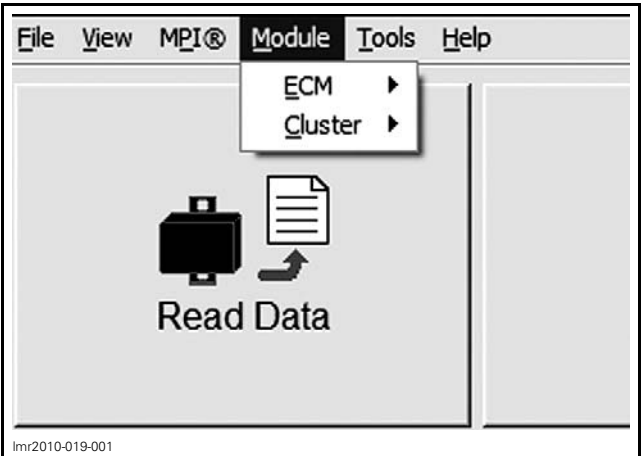 File View MPI® Module Tools Help
ECM
Cluster
Read Data
lmr2010-019-001